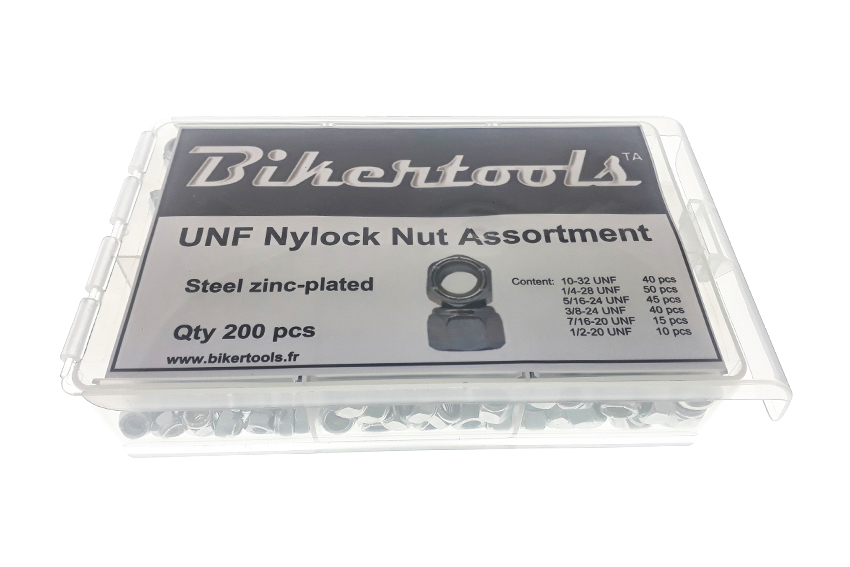 Bikertools TA
UNF Nylock Nut Assortment
Steel zinc-plated
Content: 10-32 UNF 40 pcs
1/4-28 UNF 50 pcs
5/16-24 UNF 45 pcs
3/8-24 UNF 40 pcs
7/16-20 UNF 15 pcs
1/2-20 UNF 10 pcs
Qty 200 pcs
www.bikertools.fr